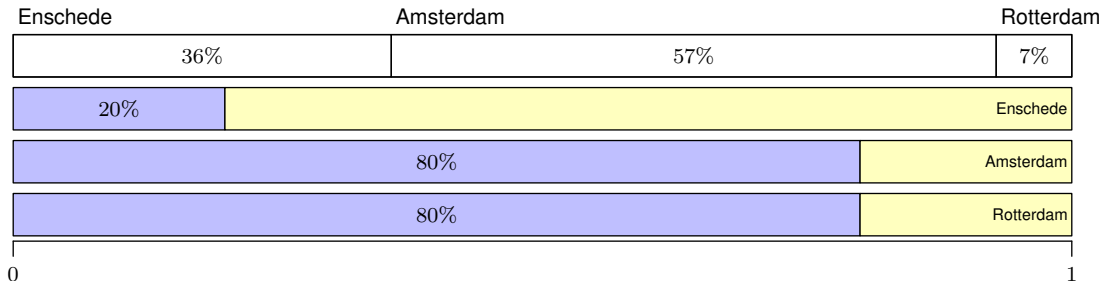 Enschede Amsterdam Rotterdam
36% 57% 7%
20% Enschede
80% Amsterdam
80% Rotterdam
0 1